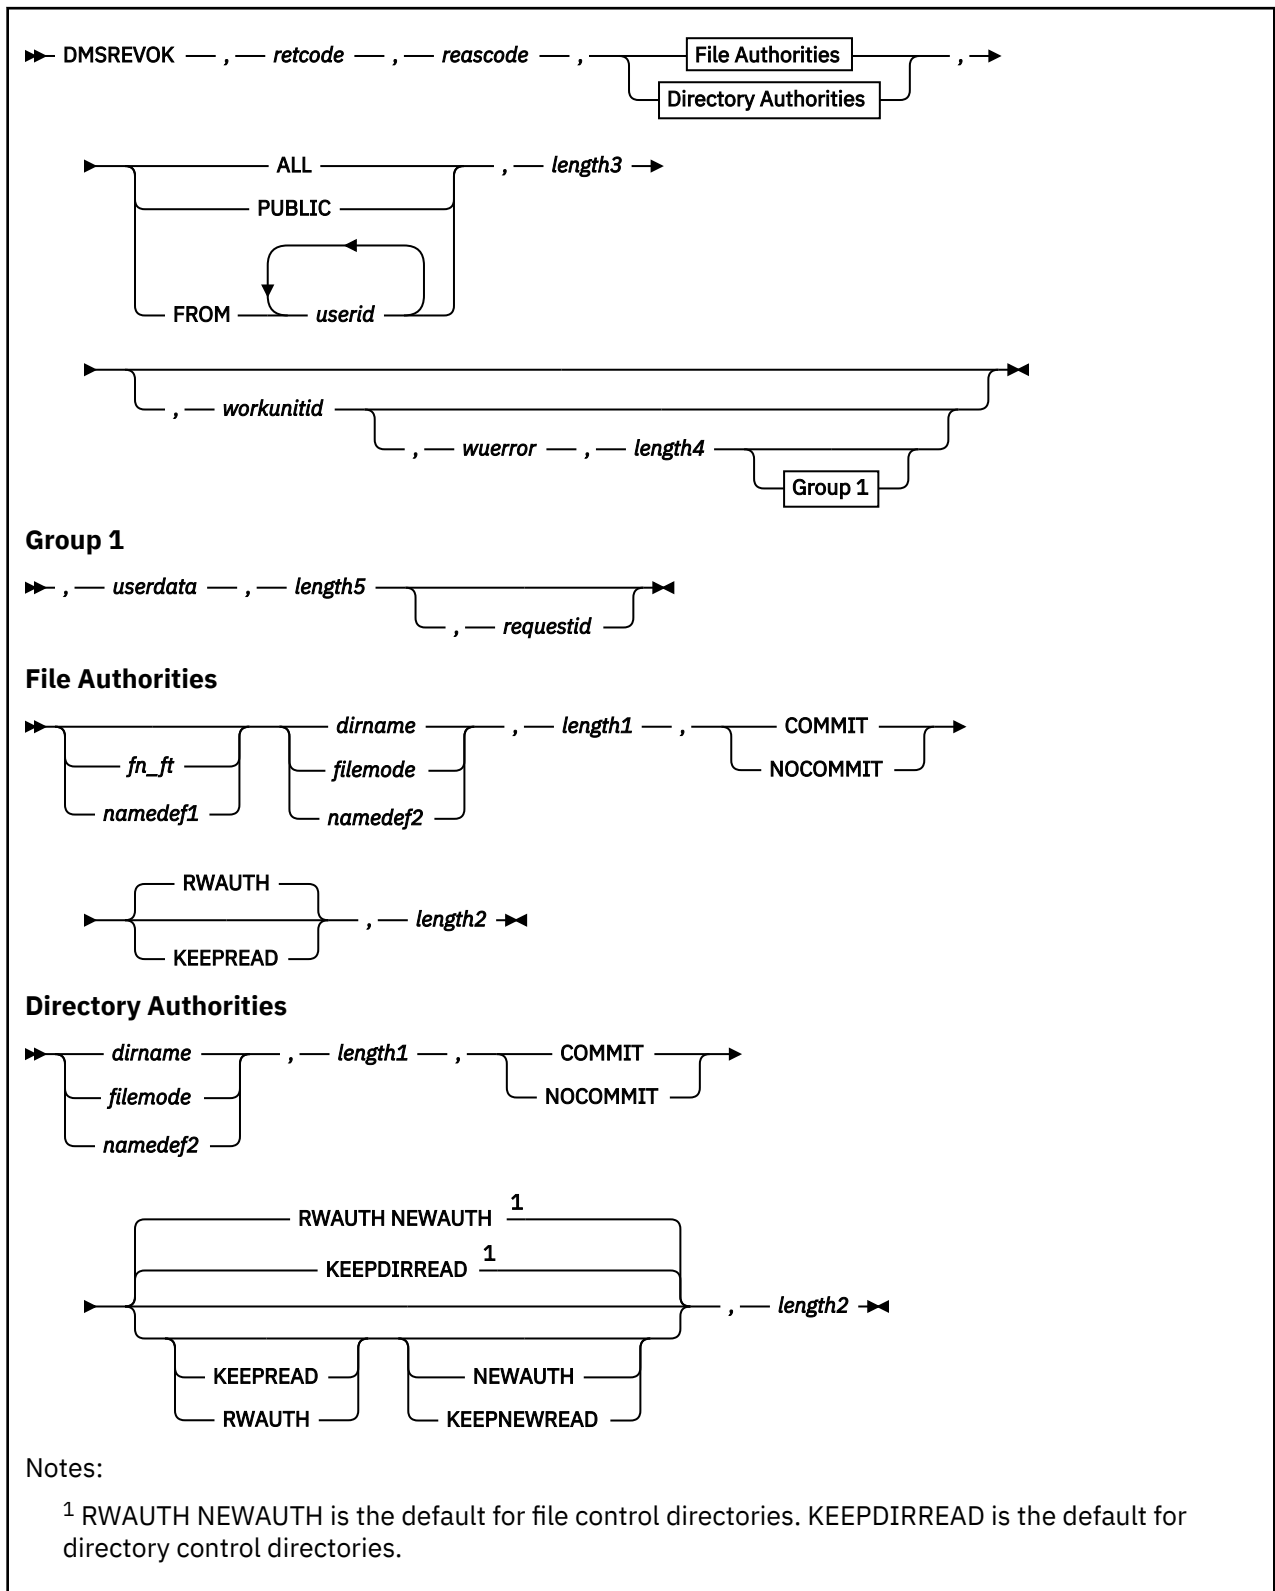 DMSREVOK , retcode , reascode , File Authorities ,
Directory Authorities
ALL , length3
PUBLIC
FROM userid
, workunitid
, wuerror , length4
Group 1
Group 1
, userdata , length5
, requestid
File Authorities
dirname , length1 , COMMIT
fn_ft filemode NOCOMMIT
namedef1 namedef2
RWAUTH
, length2
KEEPREAD
Directory Authorities
dirname , length1 , COMMIT
filemode NOCOMMIT
namedef2
RWAUTH NEWAUTH 1
KEEPDIRREAD 1
, length2
KEEPREAD NEWAUTH
RWAUTH KEEPNEWREAD
Notes:
1 RWAUTH NEWAUTH is the default for file control directories. KEEPDIRREAD is the default for
directory control directories.